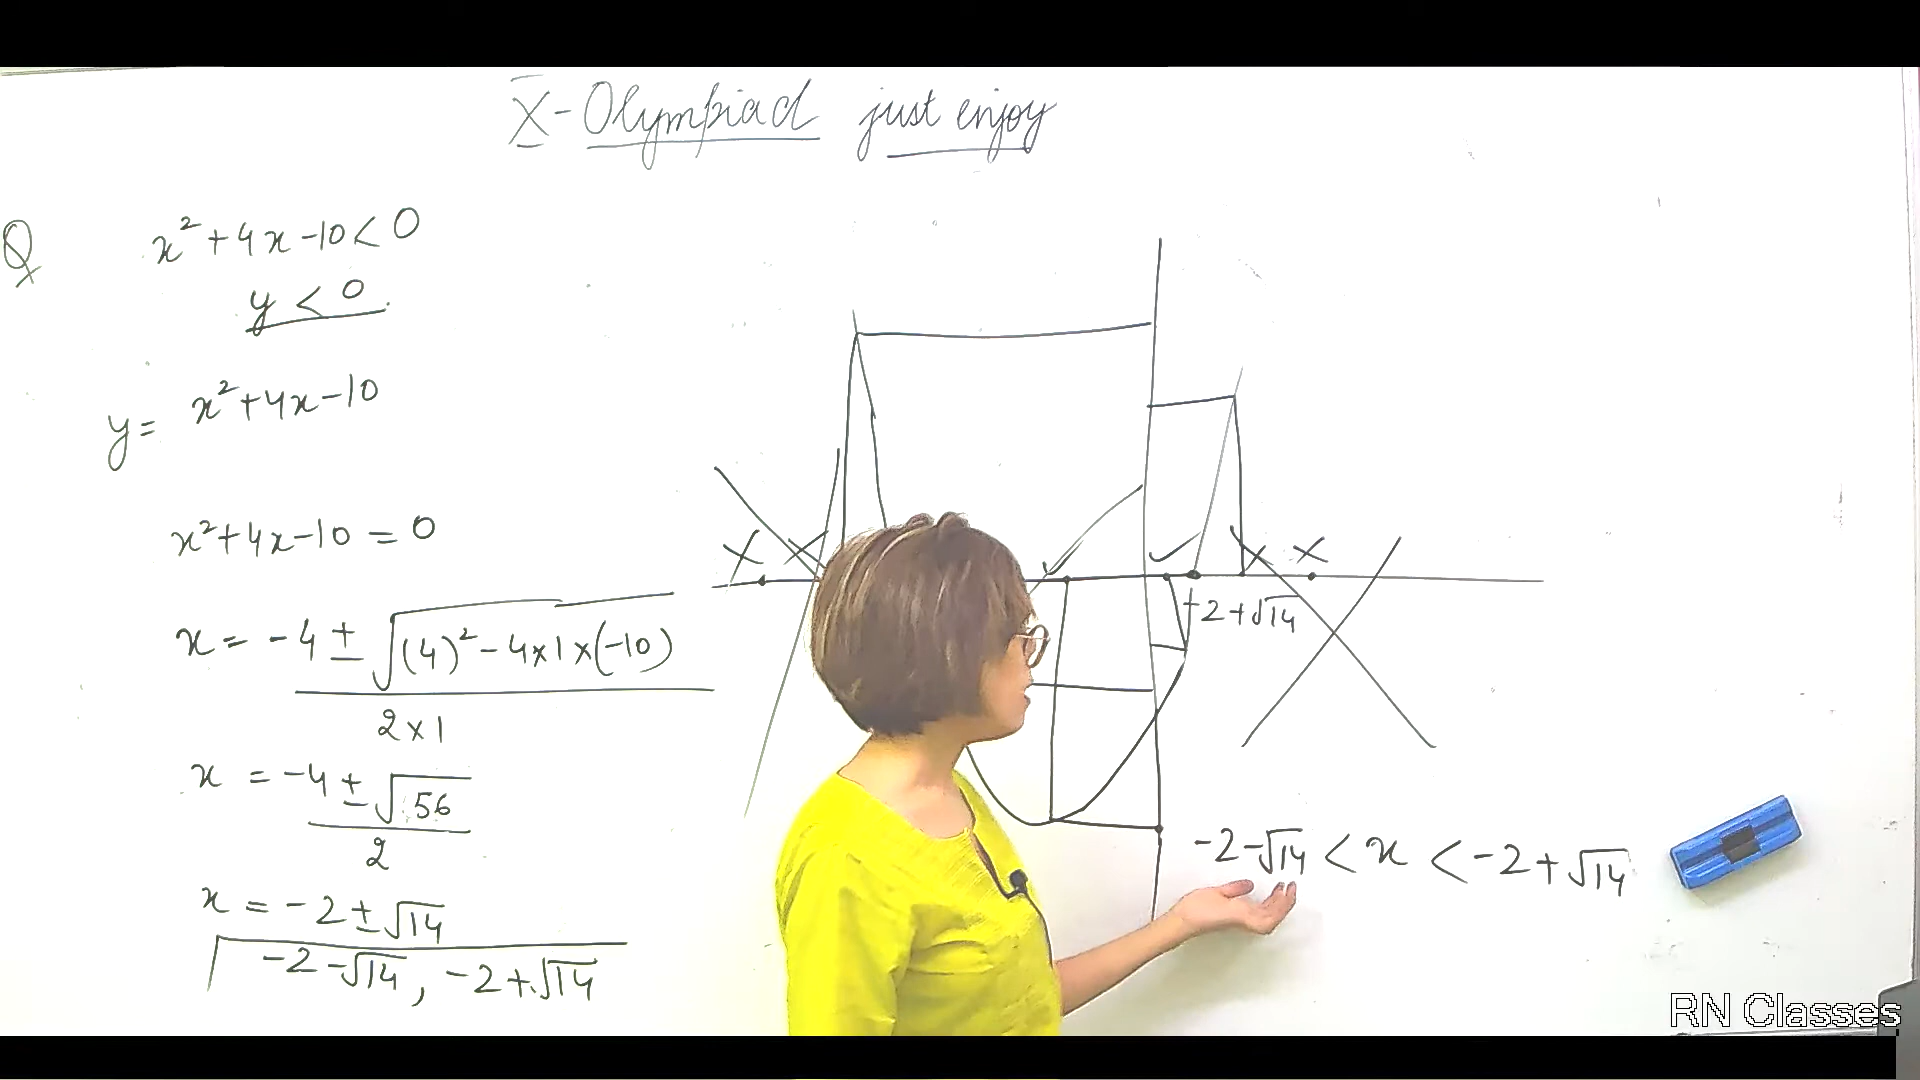 X-Olympiad just enjoy
Q x²+4x-10<0
y<0
y= x²+4x-10
x²+4x-10=0
x = -4 ± √(4)²-4×1×(-10)
2×1
x = -4 ± √56
2
x = -2 ± √14
-2-√14, -2+√14
X X ✓ X X
-2+√14
-2-√14 < x < -2+√14
RN Classes